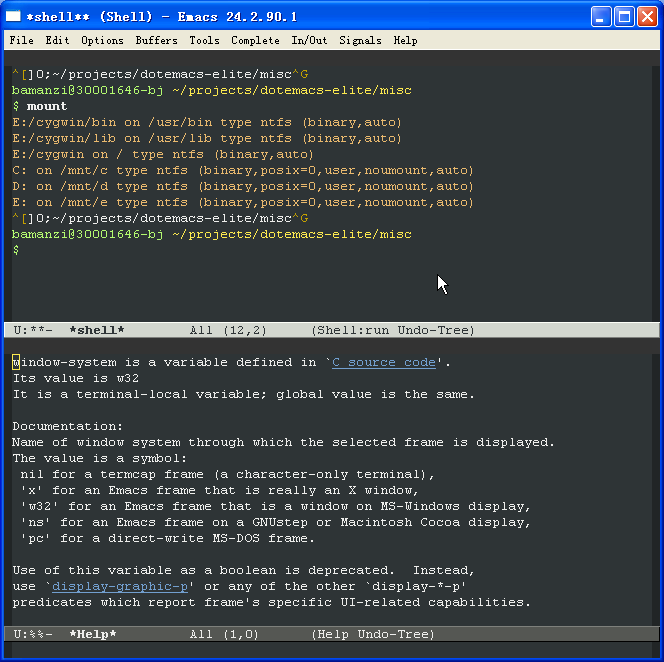 *shell** (Shell) - Emacs 24.2.90.1
File Edit Options Buffers Tools Complete In/Out Signals Help
^[]0;~/projects/dotemacs-elite/misc^G
bamanzi@30001646-bj ~/projects/dotemacs-elite/misc
$ mount
E:/cygwin/bin on /usr/bin type ntfs (binary,auto)
E:/cygwin/lib on /usr/lib type ntfs (binary,auto)
E:/cygwin on / type ntfs (binary,auto)
C: on /mnt/c type ntfs (binary,posix=0,user,noumount,auto)
D: on /mnt/d type ntfs (binary,posix=0,user,noumount,auto)
E: on /mnt/e type ntfs (binary,posix=0,user,noumount,auto)
^[]0;~/projects/dotemacs-elite/misc^G
bamanzi@30001646-bj ~/projects/dotemacs-elite/misc
$
U:**- *shell* All (12,2) (Shell:run Undo-Tree)
window-system is a variable defined in `C source code'.
Its value is w32
It is a terminal-local variable; global value is the same.
Documentation:
Name of window system through which the selected frame is displayed.
The value is a symbol:
nil for a termcap frame (a character-only terminal),
'x' for an Emacs frame that is really an X window,
'w32' for an Emacs frame that is a window on MS-Windows display,
'ns' for an Emacs frame on a GNUstep or Macintosh Cocoa display,
'pc' for a direct-write MS-DOS frame.
Use of this variable as a boolean is deprecated. Instead,
use `display-graphic-p' or any of the other `display-*-p'
predicates which report frame's specific UI-related capabilities.
U:%%- *Help* All (1,0) (Help Undo-Tree)